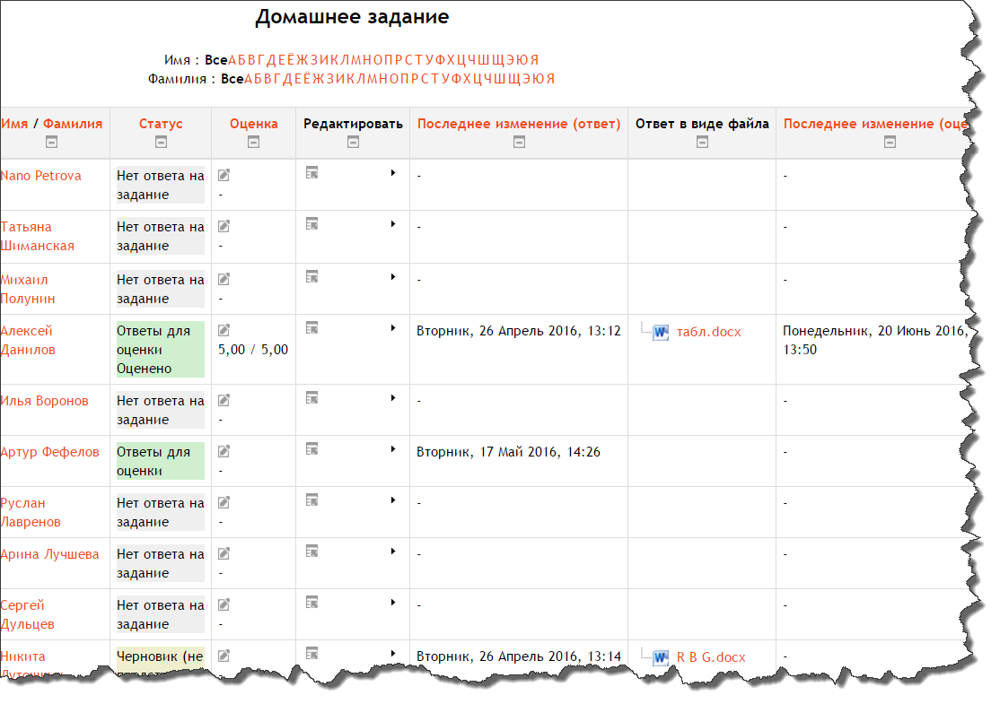 Домашнее задание
Имя : ВсеАБВГДЕЁЖЗИКЛМНОПРСТУФХЦЧШЩЭЮЯ
Фамилия : ВсеАБВГДЕЁЖЗИКЛМНОПРСТУФХЦЧШЩЭЮЯ
Имя / Фамилия Статус Оценка Редактировать Последнее изменение (ответ) Ответ в виде файла Последнее изменение (оце
Nano Petrova Нет ответа на - -
задание -
Татьяна Нет ответа на - -
Шиманская задание -
Михаил Нет ответа на - -
Полунин задание -
Алексей Ответы для Вторник, 26 Апрель 2016, 13:12 табл.docx Понедельник, 20 Июнь 2016,
Данилов оценки 5,00 / 5,00 13:50
Оценено
Илья Воронов Нет ответа на - -
задание -
Артур Фефелов Ответы для Вторник, 17 Май 2016, 14:26 -
оценки -
Руслан Нет ответа на - -
Лавренов задание -
Арина Лучшева Нет ответа на - -
задание -
Сергей Нет ответа на - -
Дульцев задание -
Никита Черновик (не Вторник, 26 Апрель 2016, 13:14 R B G.docx -